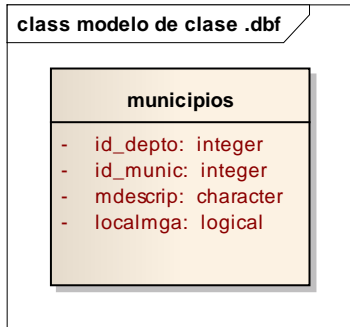 class modelo de clase .dbf
municipios
- id_depto: integer
- id_munic: integer
- mdescrip: character
- localmga: logical